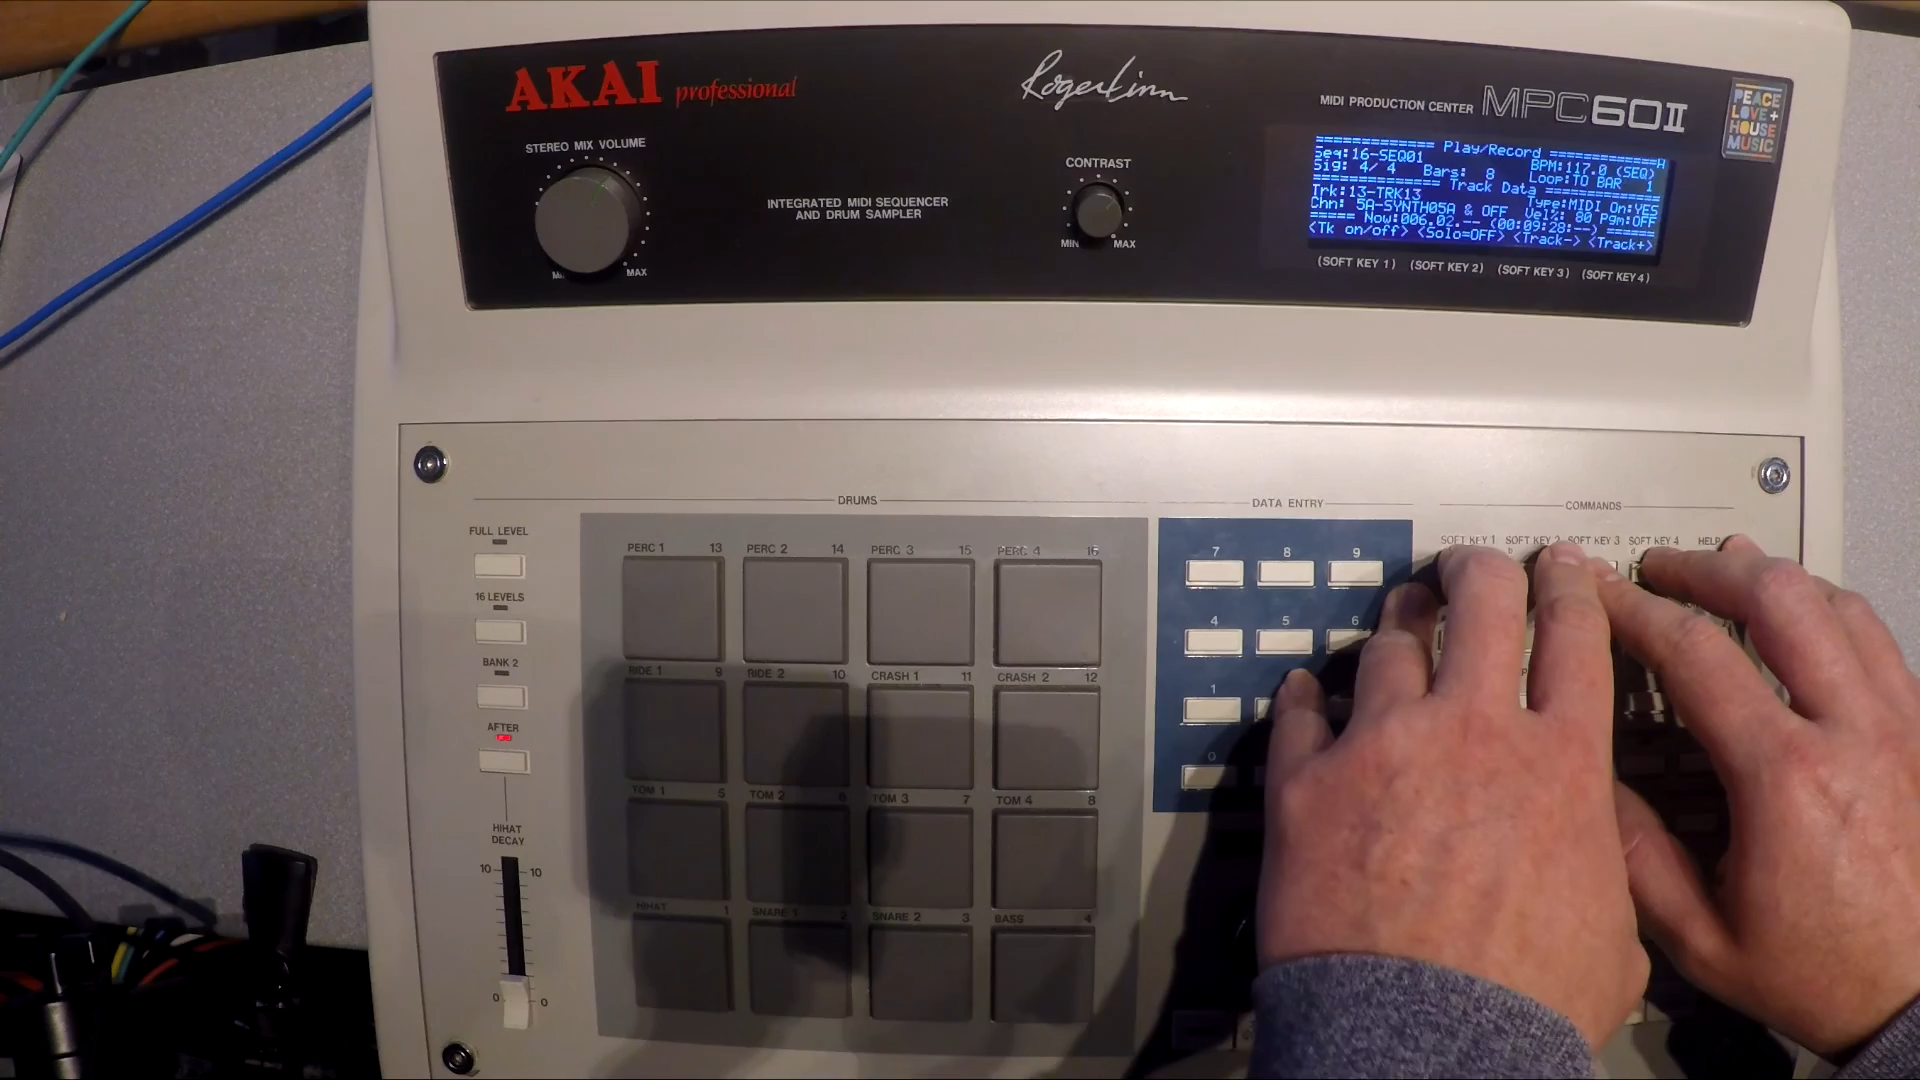 AKAI professional
Roger Linn
MIDI PRODUCTION CENTER MPC60II
PEACE
LOVE+
HOUSE
MUSIC
STEREO MIX VOLUME
MAX
INTEGRATED MIDI SEQUENCER
AND DRUM SAMPLER
CONTRAST
MIN MAX
============ Play/Record ============
Seq:16-SEQ01 BPM:117.0 (SEQ)
Sig: 4/ 4 Bars: 8 Loop:TO BAR 1
============ Track Data ============
Trk:13-TRK13 Type:MIDI On:YES
Chn: 5A-SYNTH05A & OFF Vel%: 80 Pgm:OFF
===== Now:006.02.-- (00:09:28:--) =====
<Tk on/off> <Solo=OFF> <Track-> <Track+>
(SOFT KEY 1) (SOFT KEY 2) (SOFT KEY 3) (SOFT KEY 4)
DRUMS
DATA ENTRY
COMMANDS
FULL LEVEL
16 LEVELS
BANK 2
AFTER
HIHAT
DECAY
10 10
0 0
PERC 1 13 PERC 2 14 PERC 3 15 PERC 4 16
RIDE 1 9 RIDE 2 10 CRASH 1 11 CRASH 2 12
TOM 1 5 TOM 2 6 TOM 3 7 TOM 4 8
HIHAT 1 SNARE 1 2 SNARE 2 3 BASS 4
7 8 9
4 5 6
1
0
SOFT KEY 1 SOFT KEY 2 SOFT KEY 3 SOFT KEY 4 HELP